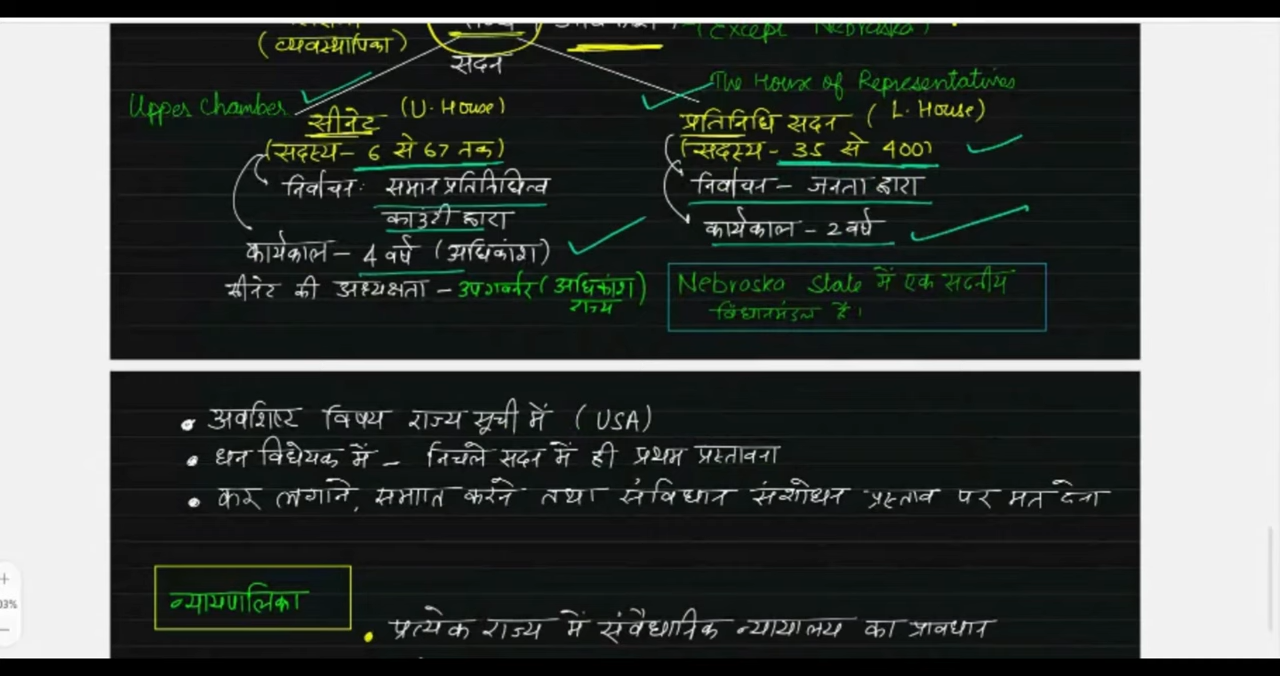 (व्यवस्थापिका)
(Except Nebraska)
सदन
The House of Representatives
Upper Chamber
सीनेट (U. House)
(सदस्य - 6 से 67 तक)
निर्वाचन: समान प्रतिनिधित्व
काउंटी द्वारा
कार्यकाल - 4 वर्ष (अधिकांश)
सीनेट की अध्यक्षता - उपगवर्नर (अधिकांश
राज्य)
प्रतिनिधि सदन (L. House)
(सदस्य - 35 से 400)
निर्वाचन - जनता द्वारा
कार्यकाल - 2 वर्ष
Nebraska State में एक सदनीय
विधानमंडल है।
• अवशिष्ट विषय राज्य सूची में (USA)
• धन विधेयक में - निचले सदन में ही प्रथम प्रस्तावना
• कर लगाने, समाप्त करने तथा संविधान संशोधन प्रस्ताव पर मत देना
न्यायपालिका
• प्रत्येक राज्य में संवैधानिक न्यायालय का प्रावधान